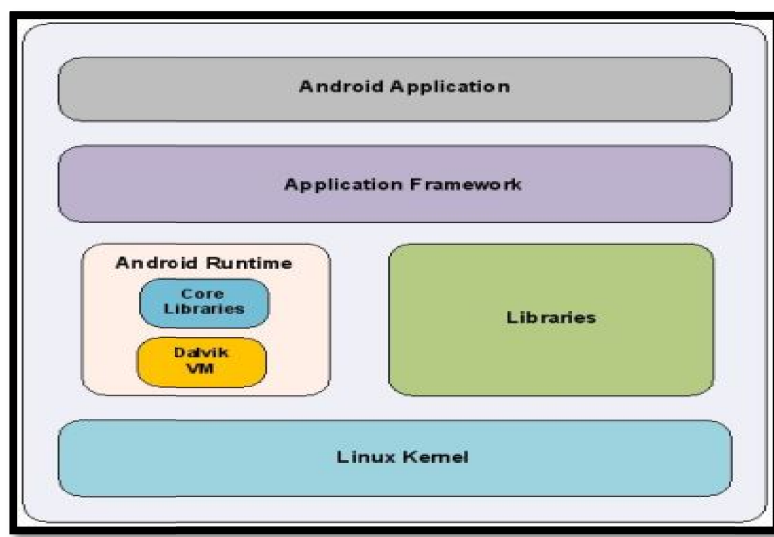 Android Application
Application Framework
Android Runtime
Core
Libraries
Dalvik
VM
Libraries
Linux Kernel